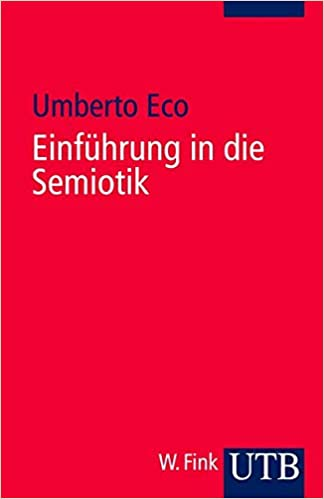 Umberto Eco
Einführung in die
Semiotik
W. Fink UTB